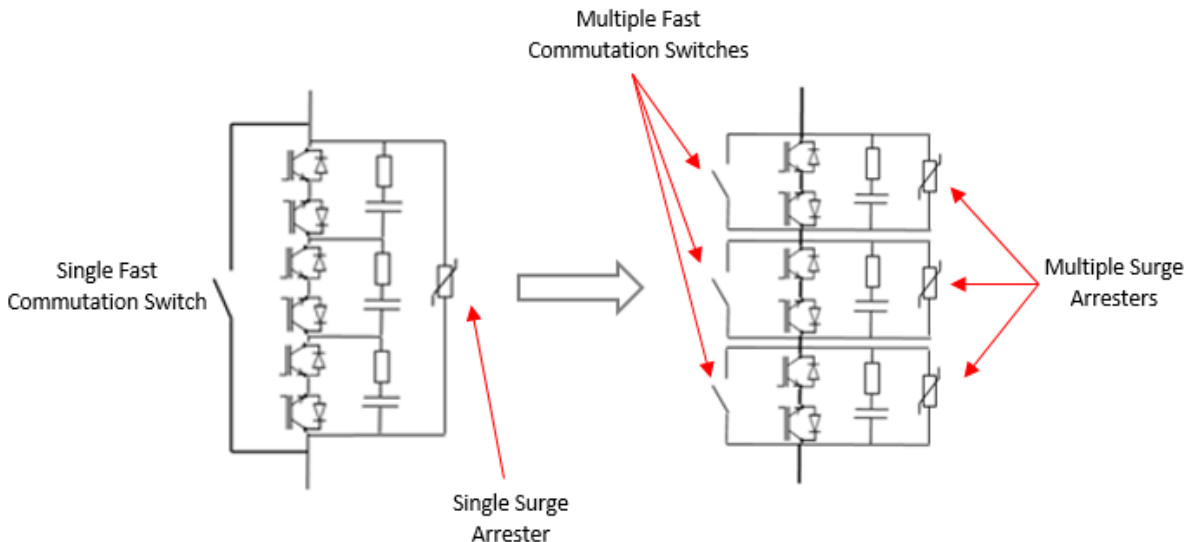 Multiple Fast
Commutation Switches
Single Fast
Commutation Switch
Multiple Surge
Arresters
Single Surge
Arrester